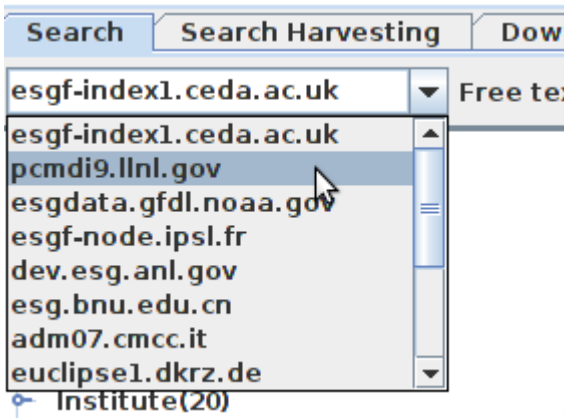 Search Search Harvesting Dow
esgf-index1.ceda.ac.uk Free te
esgf-index1.ceda.ac.uk
pcmdi9.llnl.gov
esgdata.gfdl.noaa.gov
esgf-node.ipsl.fr
dev.esg.anl.gov
esg.bnu.edu.cn
adm07.cmcc.it
euclipse1.dkrz.de
Institute(20)